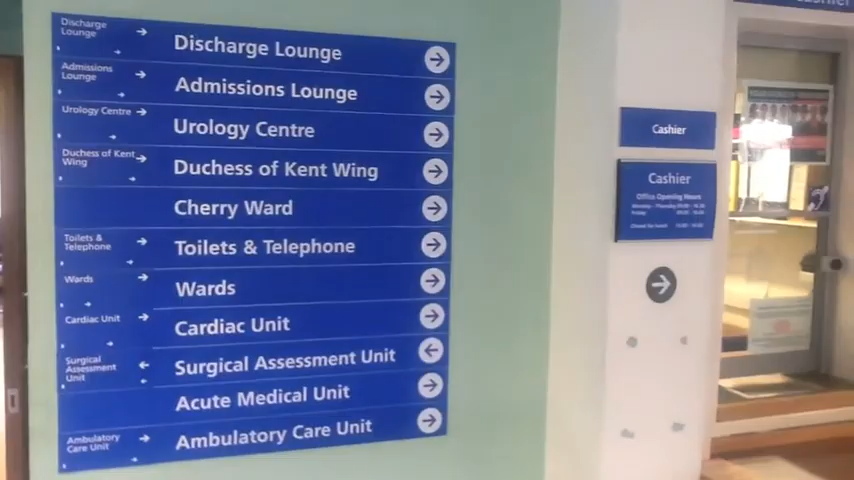 Discharge
Lounge
Discharge Lounge
Admissions
Lounge
Admissions Lounge
Urology Centre
Urology Centre
Duchess of Kent
Wing
Duchess of Kent Wing
Cherry Ward
Toilets &
Telephone
Toilets & Telephone
Wards
Wards
Cardiac Unit
Cardiac Unit
Surgical
Assessment
Unit
Surgical Assessment Unit
Acute Medical Unit
Ambulatory
Care Unit
Ambulatory Care Unit
Cashier
Cashier
Cashier
Office Opening Hours